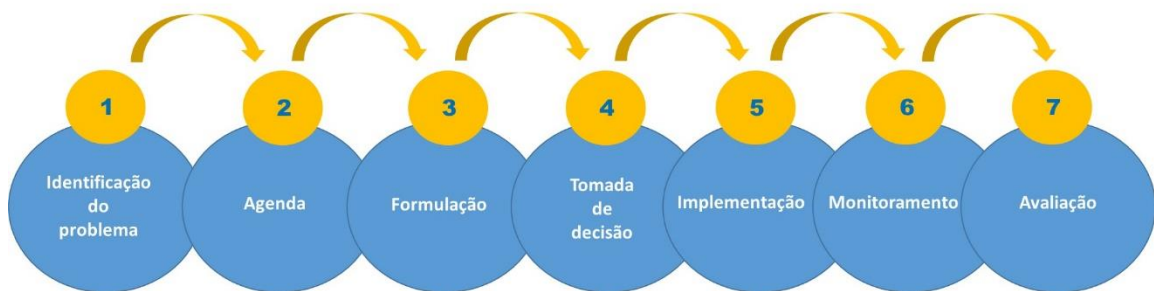 1
2
3
4
5
6
7
Identificação
do
problema
Agenda
Formulação
Tomada
de
decisão
Implementação
Monitoramento
Avaliação